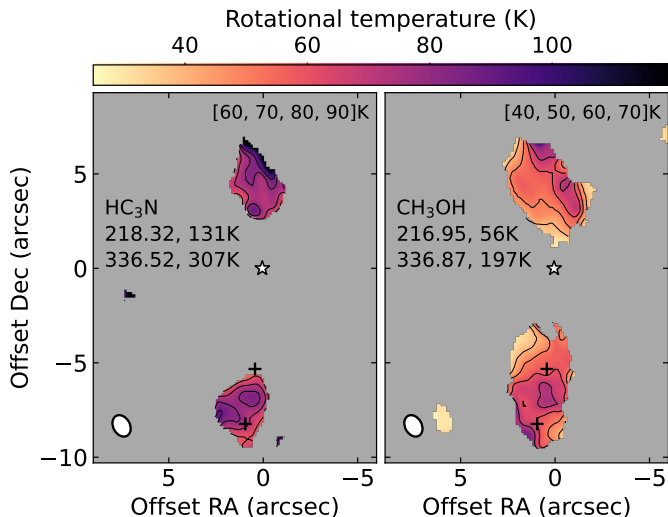 Rotational temperature (K)
40 60 80 100
[60, 70, 80, 90]K
[40, 50, 60, 70]K
HC₃N
218.32, 131K
336.52, 307K
CH₃OH
216.95, 56K
336.87, 197K
Offset Dec (arcsec)
5
0
−5
−10
5 0 −5
5 0 −5
Offset RA (arcsec)
Offset RA (arcsec)